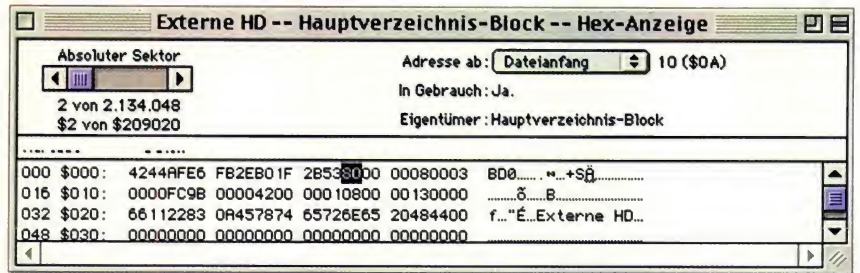 Externe HD -- Hauptverzeichnis-Block -- Hex-Anzeige
Absoluter Sektor
2 von 2.134.048
$2 von $209020
Adresse ab: Dateianfang 10 ($0A)
In Gebrauch: Ja.
Eigentümer: Hauptverzeichnis-Block
000 $000: 4244AFE6 FB2EB01F 2B538000 00080003 BD0...... ...+SÄ
016 $010: 0000FC9B 00004200 00010800 00130000 õ...B
032 $020: 66112283 0A457874 65726E65 20484400 f..."É...Externe HD...
048 $030: 00000000 00000000 00000000 00000000